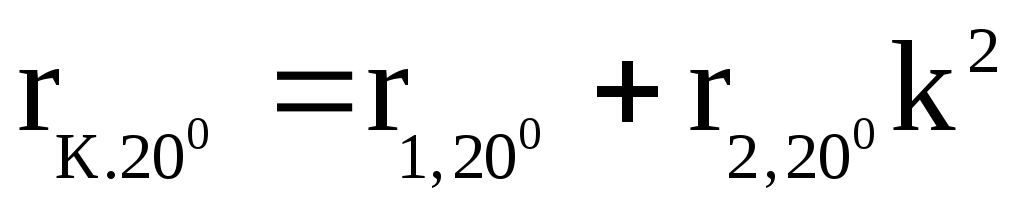 r_{K.20^0} = r_{1,20^0} + r_{2,20^0} k^2